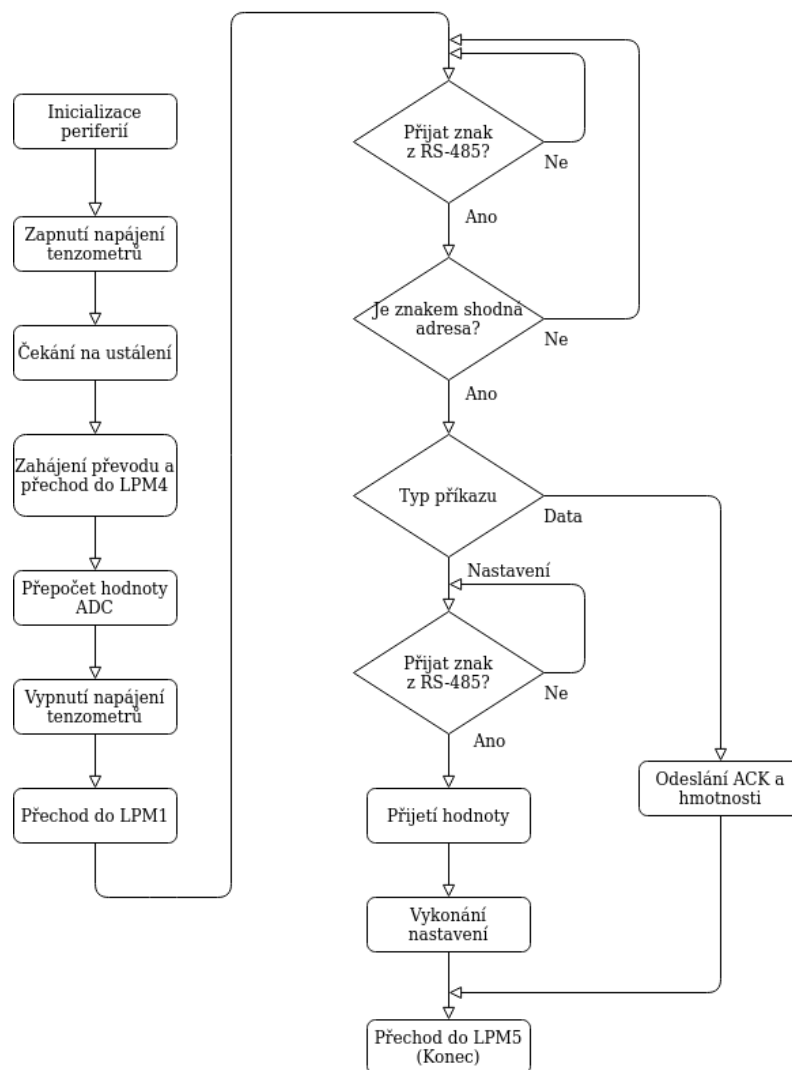 Inicializace
periferií
Zapnutí napájení
tenzometrů
Čekání na ustálení
Zahájení převodu a
přechod do LPM4
Přepočet hodnoty
ADC
Vypnutí napájení
tenzometrů
Přechod do LPM1
Přijat znak
z RS-485?
Ne
Ano
Je znakem shodná
adresa?
Ne
Ano
Typ příkazu
Data
Nastavení
Přijat znak
z RS-485?
Ne
Ano
Přijetí hodnoty
Vykonání
nastavení
Odeslání ACK a
hmotnosti
Přechod do LPM5
(Konec)